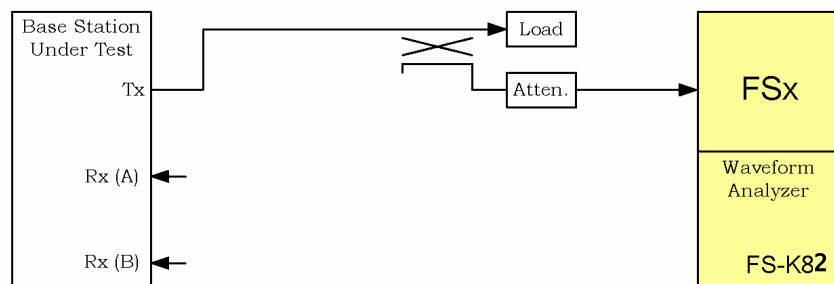 Base Station
Under Test
Tx
Rx (A)
Rx (B)
Load
Atten.
FSx
Waveform
Analyzer
FS-K82